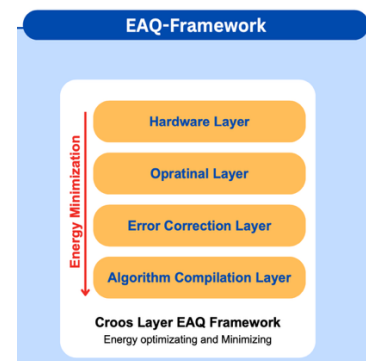 EAQ-Framework
Energy Minimization
Hardware Layer
Opratinal Layer
Error Correction Layer
Algorithm Compilation Layer
Croos Layer EAQ Framework
Energy optimizating and Minimizing